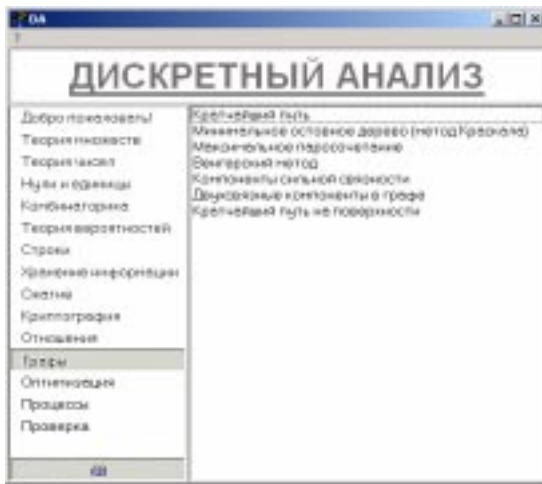 DA
?
ДИСКРЕТНЫЙ АНАЛИЗ
Добро пожаловать!
Теория множеств
Теория чисел
Нули и единицы
Комбинаторика
Теория вероятностей
Строки
Хранение информации
Сжатие
Криптография
Отношения
Графы
Оптимизация
Процессы
Проверка
Кратчайший путь
Минимальное остовное дерево (метод Краскала)
Максимальное паросочетание
Венгерский метод
Компоненты сильной связности
Двусвязные компоненты в графе
Кратчайший путь на поверхности